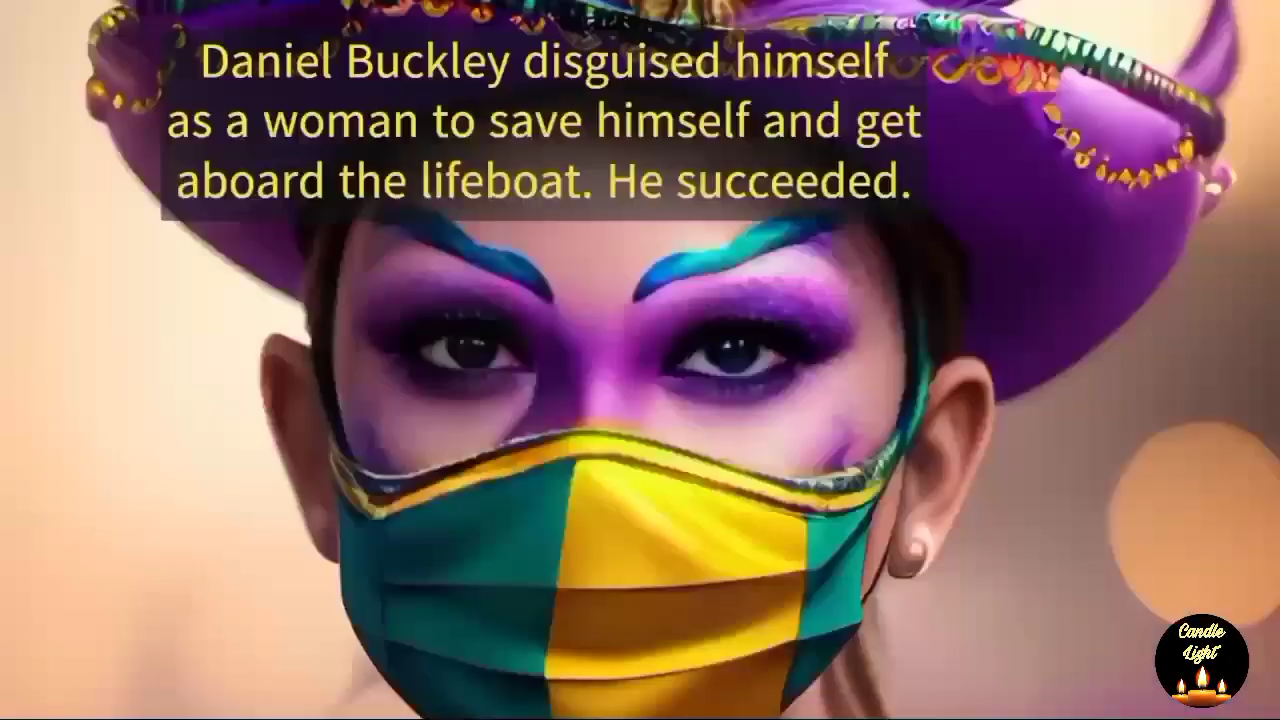 Daniel Buckley disguised himself
as a woman to save himself and get
aboard the lifeboat. He succeeded.
Candle
Light